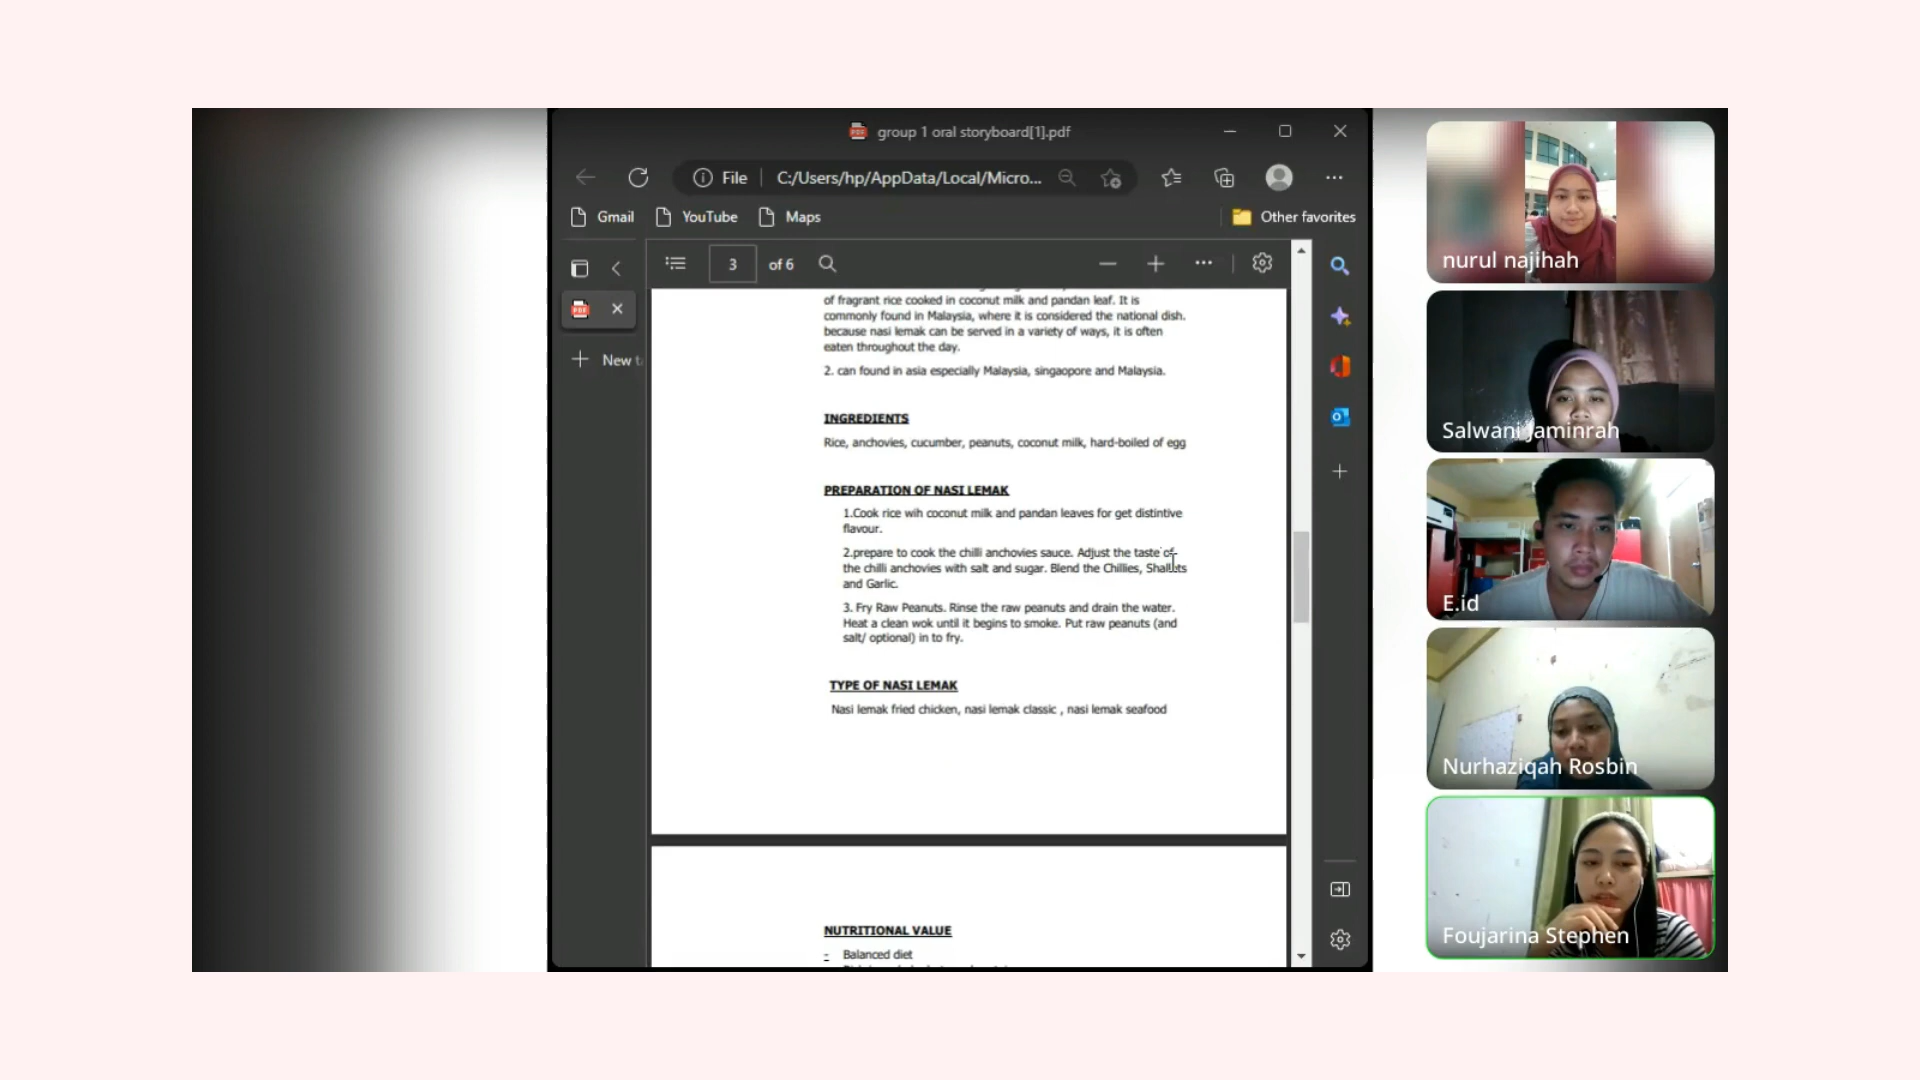 group 1 oral storyboard[1].pdf
File
C:/Users/hp/AppData/Local/Micro...
Gmail
YouTube
Maps
Other favorites
3
of 6
New
of fragrant rice cooked in coconut milk and pandan leaf. It is
commonly found in Malaysia, where it is considered the national dish.
because nasi lemak can be served in a variety of ways, it is often
eaten throughout the day.
2. can found in asia especially Malaysia, singaopore and Malaysia.
INGREDIENTS
Rice, anchovies, cucumber, peanuts, coconut milk, hard-boiled of egg
PREPARATION OF NASI LEMAK
1.Cook rice wih coconut milk and pandan leaves for get distintive
flavour.
2.prepare to cook the chilli anchovies sauce. Adjust the taste of
the chilli anchovies with salt and sugar. Blend the Chillies, Shallots
and Garlic.
3. Fry Raw Peanuts. Rinse the raw peanuts and drain the water.
Heat a clean wok until it begins to smoke. Put raw peanuts (and
salt/ optional) in to fry.
TYPE OF NASI LEMAK
Nasi lemak fried chicken, nasi lemak classic , nasi lemak seafood
NUTRITIONAL VALUE
- Balanced diet
nurul najihah
Salwani Jaminrah
E.id
Nurhaziqah Rosbin
Foujarina Stephen